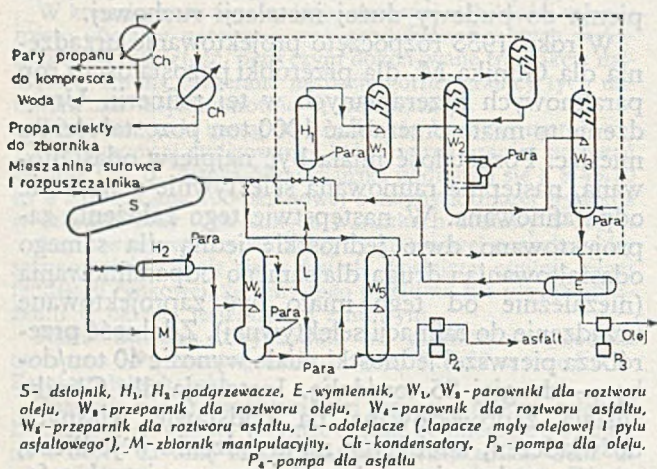 Ch
Pary propanu
do kompresora
Woda
Ch
Propan ciekły
do zbiornika
Mieszanina surowca
i rozpuszczalnika
S
H₁
Para
W₁
W₂
Para
W₃
Para
H₂
Para
M
W₄
L
Para
W₅
Para
E
Olej
asfalt
P₄
P₃
S- dstojnik, H₁, H₂-podgrzewacze, E-wymiennik, W₁, W₂-parowniki dla roztworu
oleju, W₃-przeparnik dla roztworu oleju, W₄-parownik dla roztworu asfaltu,
W₅-przeparnik dla roztworu asfaltu, L-odolejacze („łapacze mgły olejowej i pyłu
asfaltowego"), M-zbiornik manipulacyjny, Ch-kondensatory, P₃-pompa dla oleju,
P₄-pompa dla asfaltu